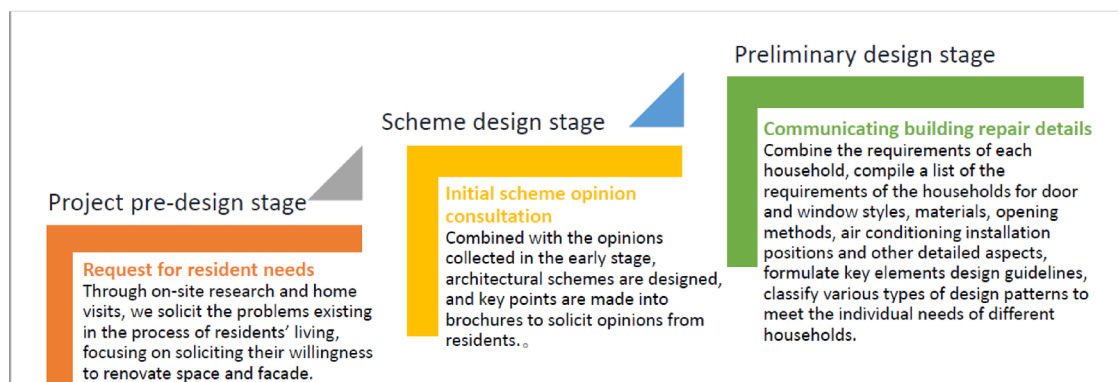 Project pre-design stage
Request for resident needs
Through on-site research and home
visits, we solicit the problems existing
in the process of residents’ living,
focusing on soliciting their willingness
to renovate space and facade.
Scheme design stage
Initial scheme opinion
consultation
Combined with the opinions
collected in the early stage,
architectural schemes are designed,
and key points are made into
brochures to solicit opinions from
residents.。
Preliminary design stage
Communicating building repair details
Combine the requirements of each
household, compile a list of the
requirements of the households for door
and window styles, materials, opening
methods, air conditioning installation
positions and other detailed aspects,
formulate key elements design guidelines,
classify various types of design patterns to
meet the individual needs of different
households.